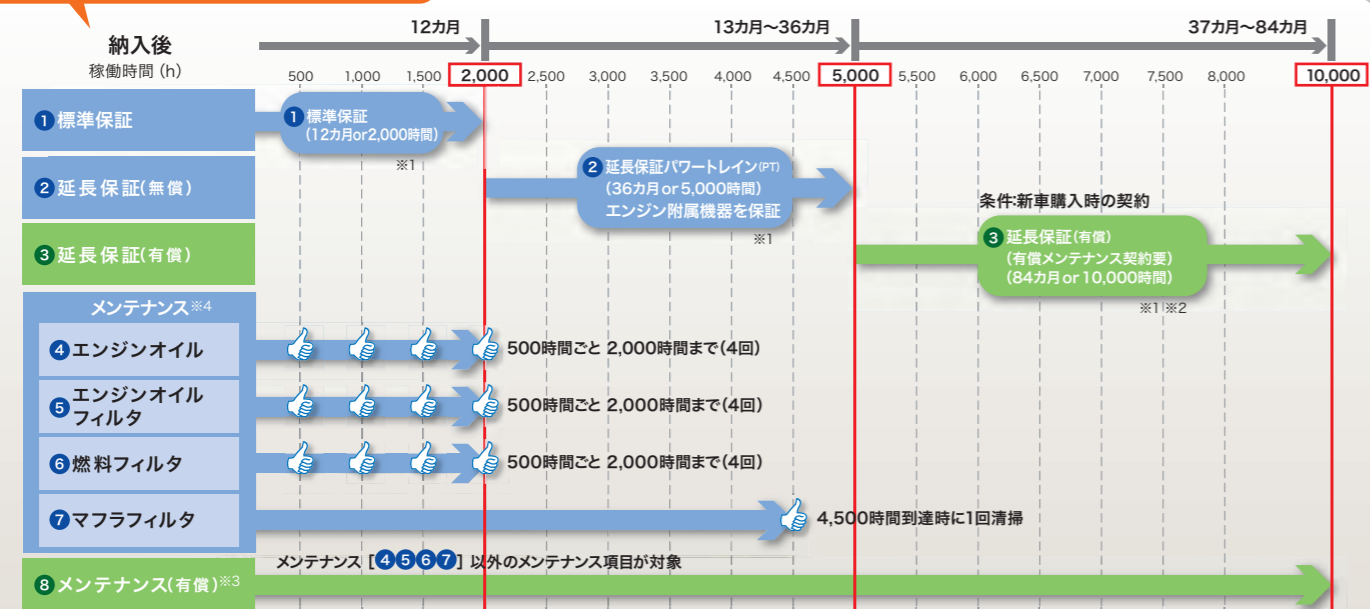 12カ月
13カ月〜36カ月
37カ月〜84カ月
納入後
稼働時間 (h)
500 1,000 1,500 2,000 2,500 3,000 3,500 4,000 4,500 5,000 5,500 6,000 6,500 7,000 7,500 8,000 10,000
❶標準保証
❶標準保証
(12カ月or2,000時間)
※1
❷延長保証(無償)
❷延長保証パワートレイン(PT)
(36カ月or5,000時間)
エンジン附属機器を保証
※1
条件:新車購入時の契約
❸延長保証(有償)
❸延長保証(有償)
(有償メンテナンス契約要)
(84カ月or10,000時間)
※1 ※2
メンテナンス※4
❹エンジンオイル
500時間ごと 2,000時間まで(4回)
❺エンジンオイル
フィルタ
500時間ごと 2,000時間まで(4回)
❻燃料フィルタ
500時間ごと 2,000時間まで(4回)
❼マフラフィルタ
4,500時間到達時に1回清掃
メンテナンス [❹❺❻❼] 以外のメンテナンス項目が対象
❽メンテナンス(有償)※3